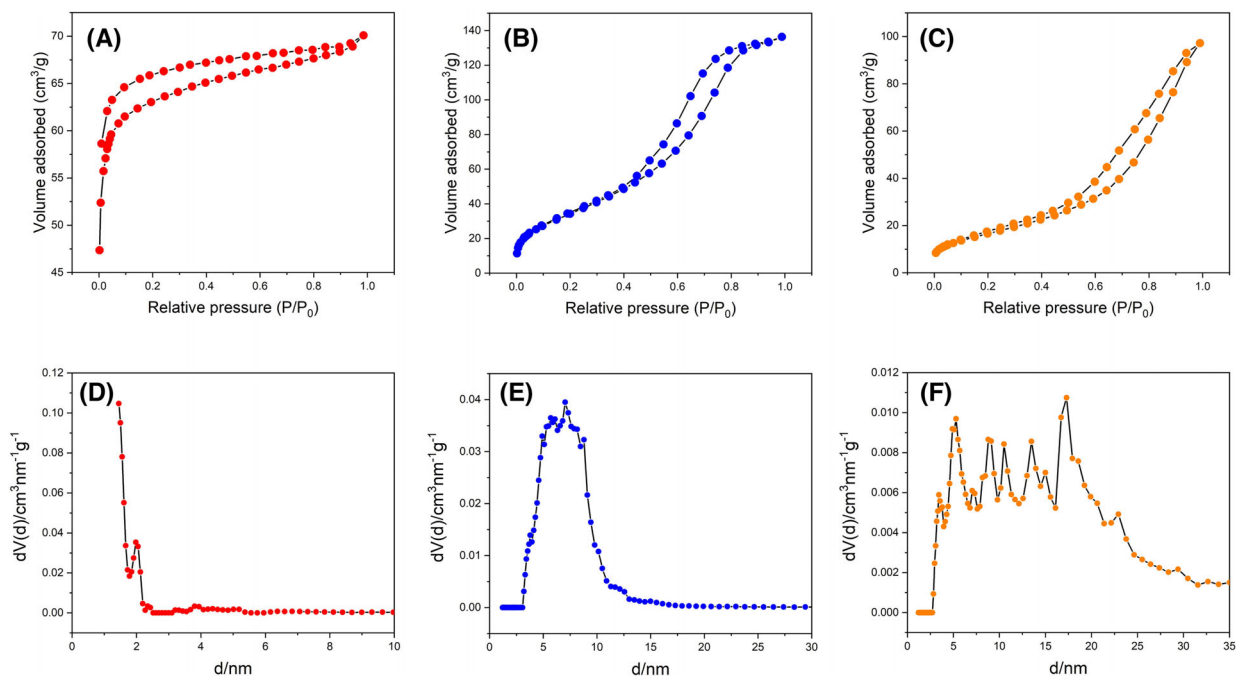 (A)
Volume adsorbed (cm³/g)
70
65
60
55
50
45
0.0 0.2 0.4 0.6 0.8 1.0
Relative pressure (P/P₀)
(B)
Volume adsorbed (cm³/g)
140
120
100
80
60
40
20
0
0.0 0.2 0.4 0.6 0.8 1.0
Relative pressure (P/P₀)
(C)
Volume adsorbed (cm³/g)
100
80
60
40
20
0
0.0 0.2 0.4 0.6 0.8 1.0
Relative pressure (P/P₀)
(D)
dV(d)/cm³nm⁻¹g⁻¹
0.12
0.10
0.08
0.06
0.04
0.02
0.00
0 2 4 6 8 10
d/nm
(E)
dV(d)/cm³nm⁻¹g⁻¹
0.04
0.03
0.02
0.01
0.00
0 5 10 15 20 25 30
d/nm
(F)
dV(d)/cm³nm⁻¹g⁻¹
0.012
0.010
0.008
0.006
0.004
0.002
0.000
0 5 10 15 20 25 30 35
d/nm